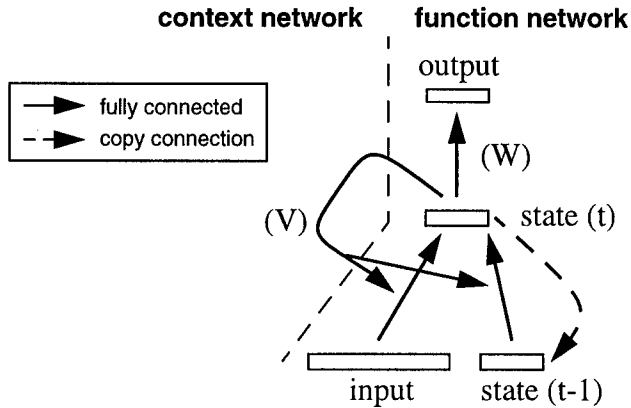 context network
function network
output
fully connected
copy connection
(W)
(V)
state (t)
input
state (t-1)